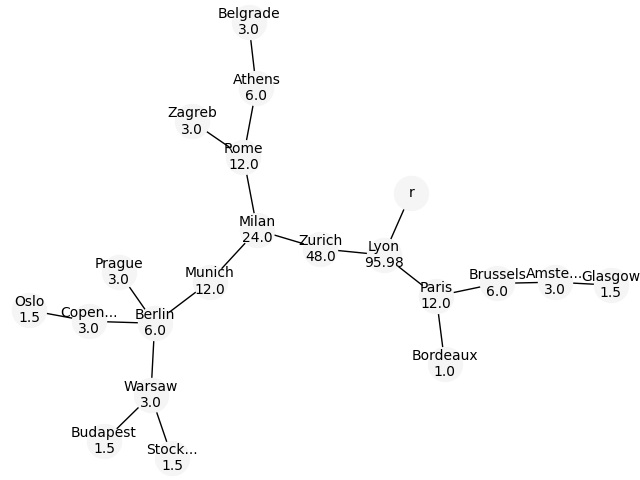 Belgrade
3.0
Athens
6.0
Zagreb
3.0
Rome
12.0
r
Milan
24.0
Zurich
48.0
Lyon
95.98
Prague
3.0
Munich
12.0
Paris
12.0
Brussels
6.0
Amste...
3.0
Glasgow
1.5
Oslo
1.5
Copen...
3.0
Berlin
6.0
Bordeaux
1.0
Warsaw
3.0
Budapest
1.5
Stock...
1.5